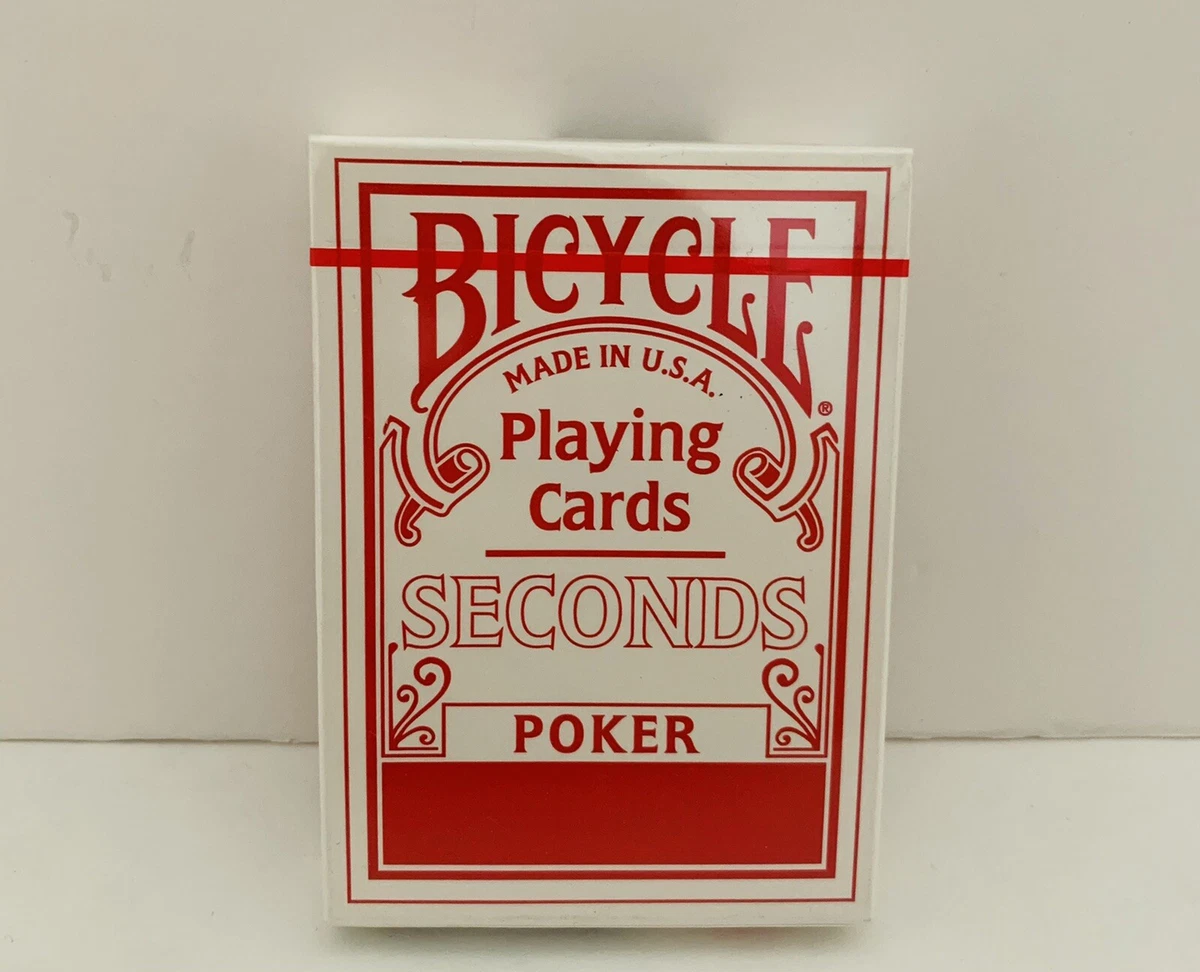 BICYCLE
®
MADE IN U.S.A.
Playing
Cards
SECONDS
POKER